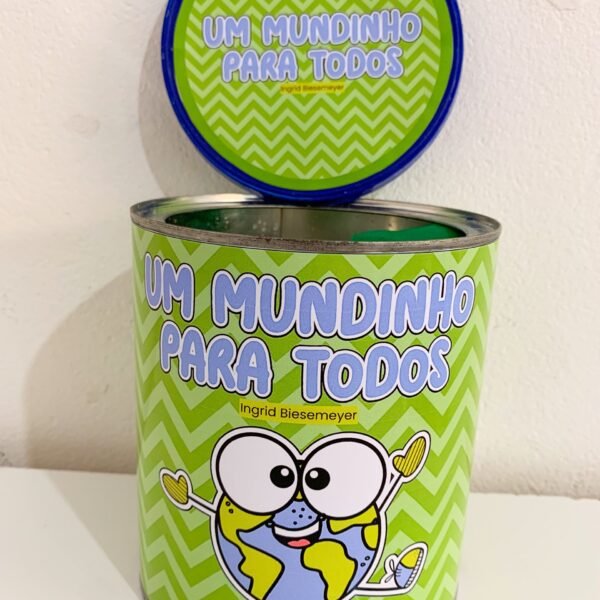 UM MUNDINHO
PARA TODOS
Ingrid Biesemeyer
UM MUNDINHO
PARA TODOS
Ingrid Biesemeyer